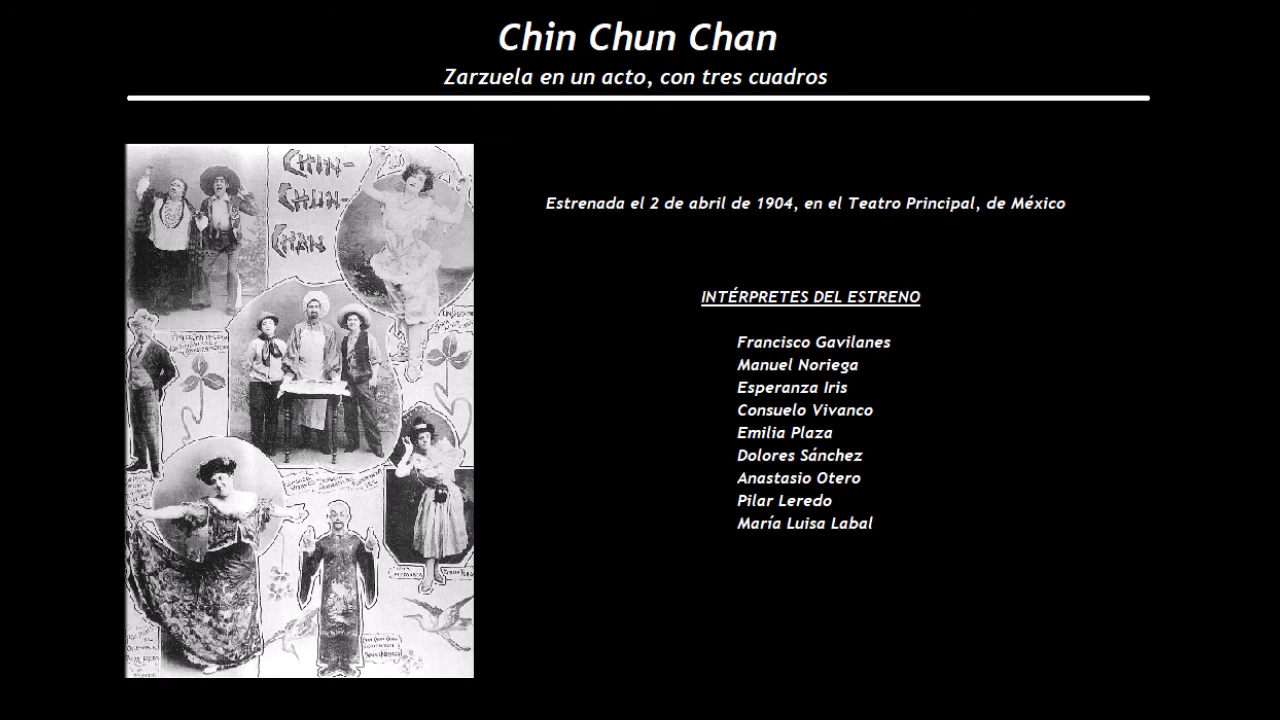 Chin Chun Chan
Zarzuela en un acto, con tres cuadros
CHIN-
CHUN-
CHAN
Estrenada el 2 de abril de 1904, en el Teatro Principal, de México
INTÉRPRETES DEL ESTRENO
Francisco Gavilanes
Manuel Noriega
Esperanza Iris
Consuelo Vivanco
Emilia Plaza
Dolores Sánchez
Anastasio Otero
Pilar Leredo
María Luisa Labal